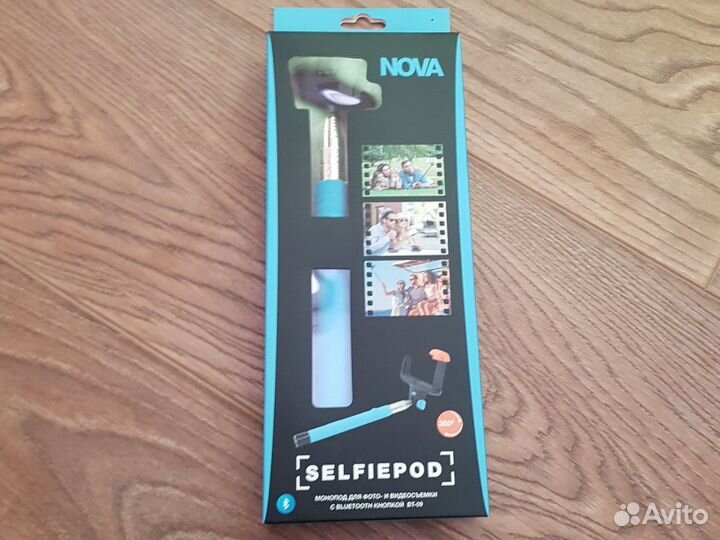 NOVA
360°
SELFIEPOD
МОНОПОД ДЛЯ ФОТО- И ВИДЕОСЪЕМКИ
С BLUETOOTH КНОПКОЙ BT-09
Avito